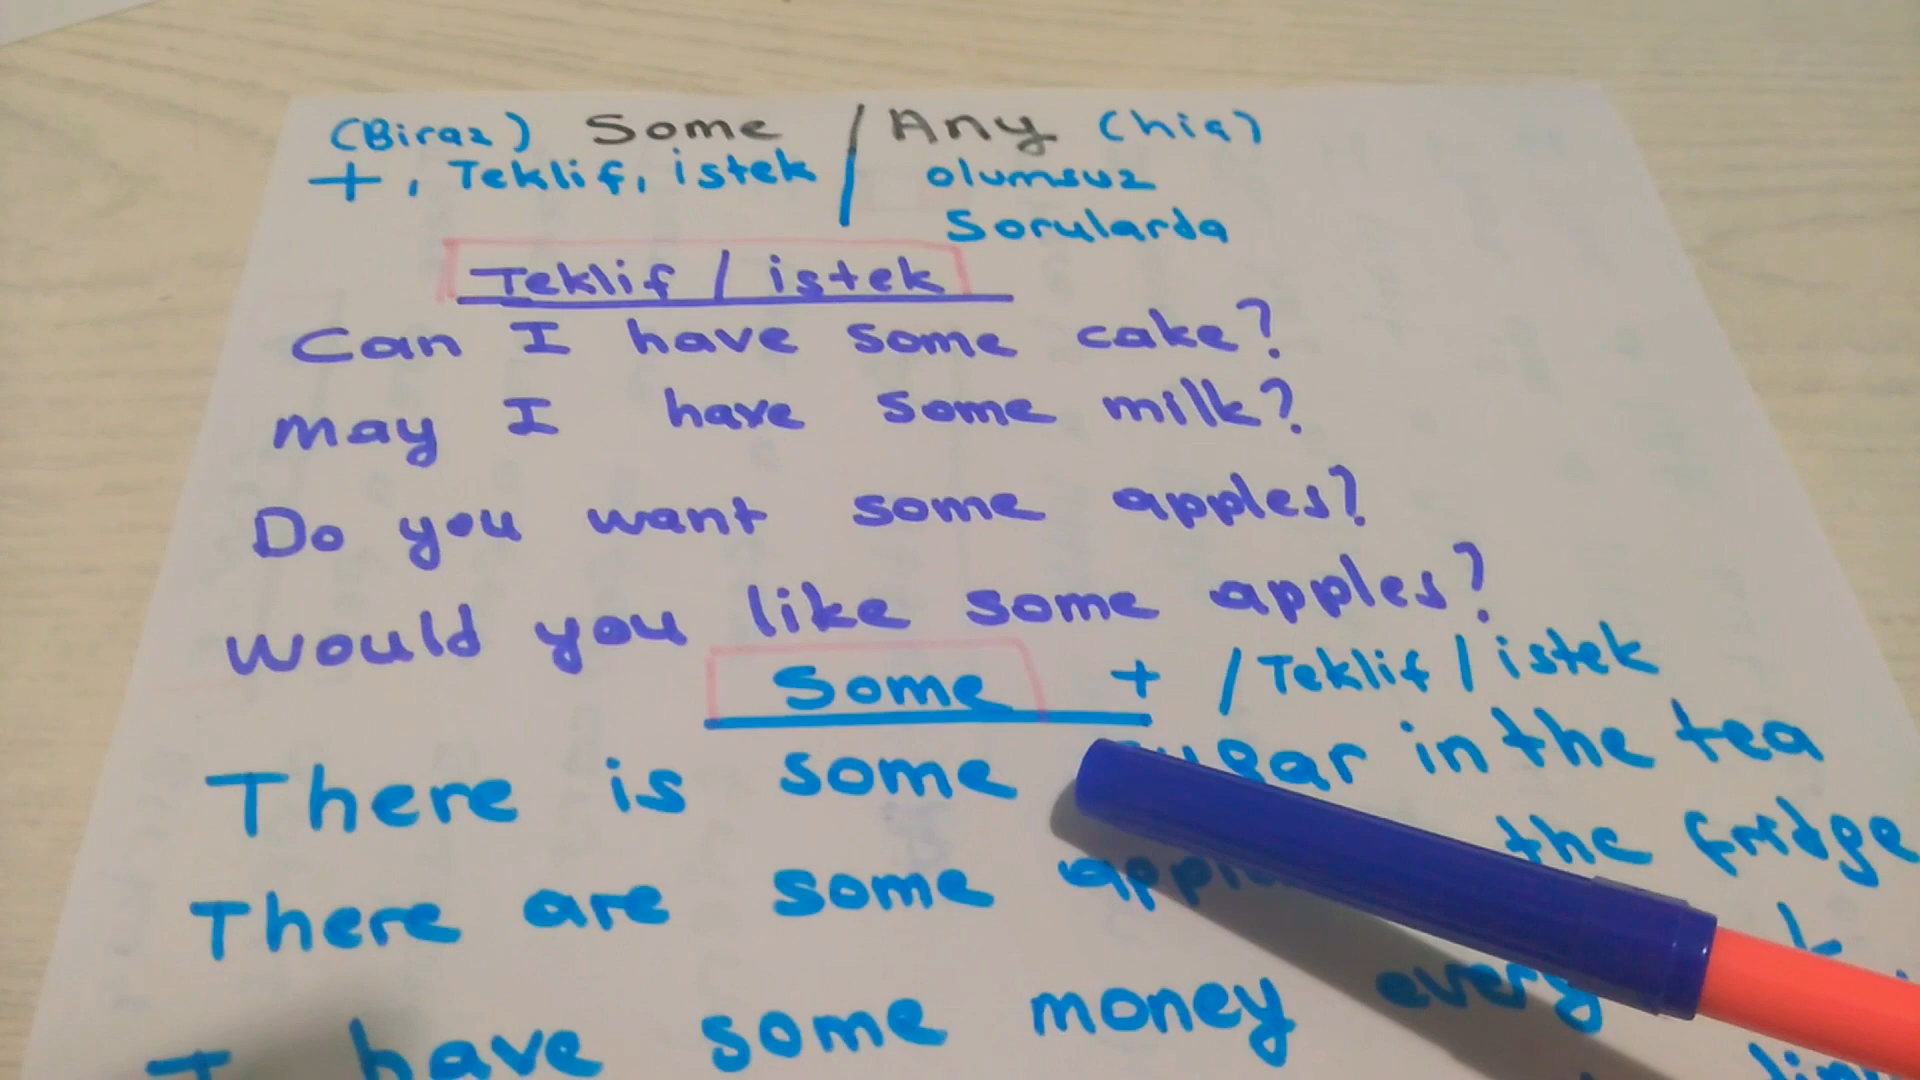 (Biraz) Some / Any (hiç)
+, Teklif, istek / olumsuz
Sorularda
Teklif / istek
Can I have some cake?
May I have some milk?
Do you want some apples?
Would you like some apples?
Some + / Teklif / istek
There is some sugar in the tea
There are some the fridge
I have some money every